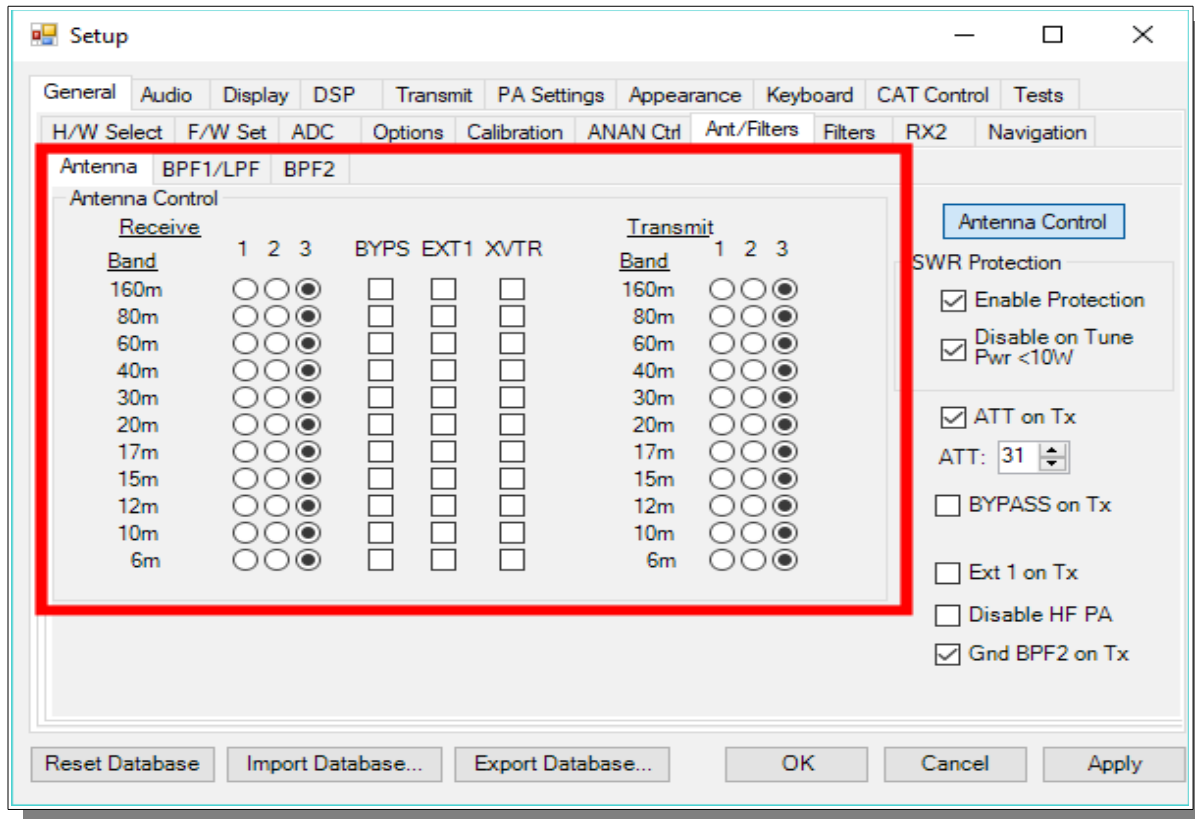 Setup
General Audio Display DSP Transmit PA Settings Appearance Keyboard CAT Control Tests
H/W Select F/W Set ADC Options Calibration ANAN Ctrl Ant/Filters Filters RX2 Navigation
Antenna BPF1/LPF BPF2
Antenna Control
Receive Transmit
Band 1 2 3 BYPS EXT1 XVTR Band 1 2 3
160m 160m
80m 80m
60m 60m
40m 40m
30m 30m
20m 20m
17m 17m
15m 15m
12m 12m
10m 10m
6m 6m
Antenna Control
SWR Protection
Enable Protection
Disable on Tune
Pwr <10W
ATT on Tx
ATT: 31
BYPASS on Tx
Ext 1 on Tx
Disable HF PA
Gnd BPF2 on Tx
Reset Database Import Database... Export Database... OK Cancel Apply